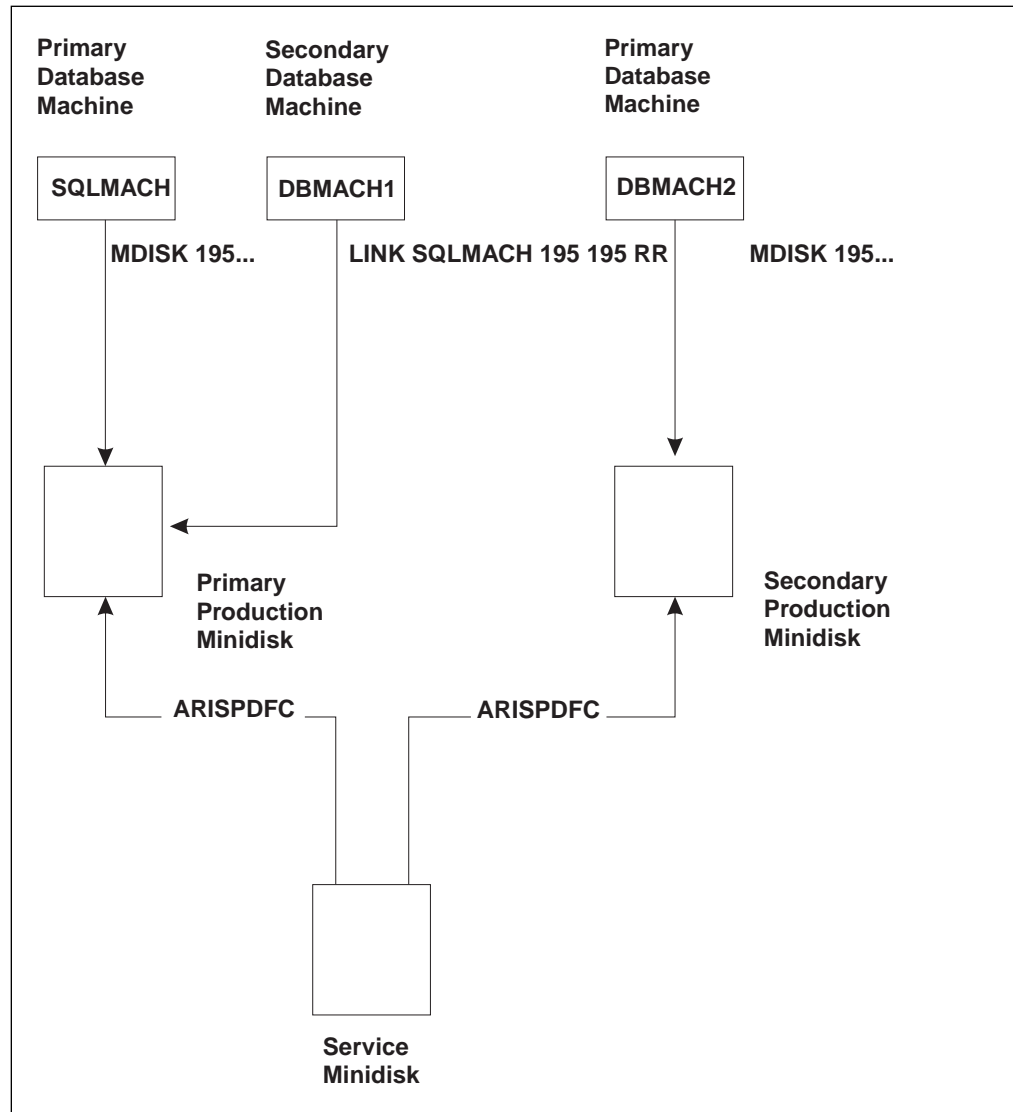 Primary
Database
Machine
Secondary
Database
Machine
Primary
Database
Machine
SQLMACH
DBMACH1
DBMACH2
MDISK 195...
LINK SQLMACH 195 195 RR
MDISK 195...
Primary
Production
Minidisk
Secondary
Production
Minidisk
ARISPDFC
ARISPDFC
Service
Minidisk